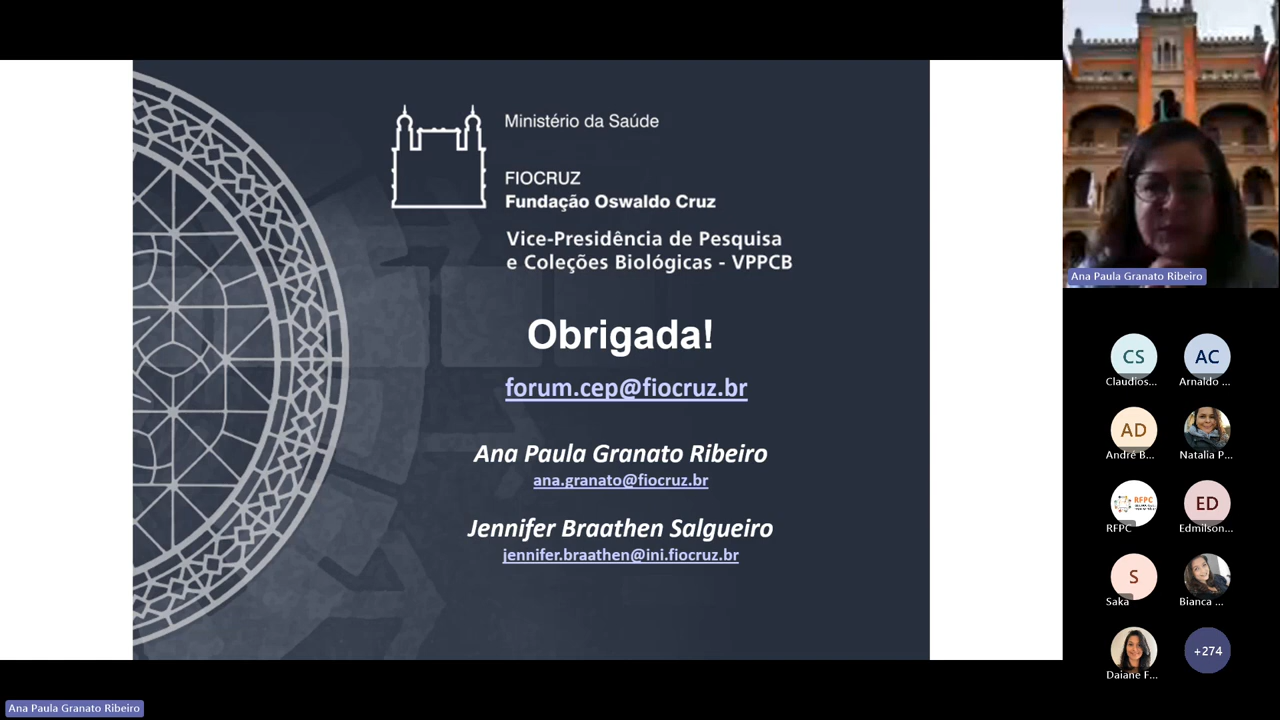 Ministério da Saúde
FIOCRUZ
Fundação Oswaldo Cruz
Vice-Presidência de Pesquisa
e Coleções Biológicas - VPPCB
Obrigada!
forum.cep@fiocruz.br
Ana Paula Granato Ribeiro
ana.granato@fiocruz.br
Jennifer Braathen Salgueiro
jennifer.braathen@ini.fiocruz.br
Ana Paula Granato Ribeiro
CS
Claudios...
AC
Arnaldo ...
AD
André B...
Natalia P...
RFPC
RFPC
ED
Edmilson...
S
Saka
Bianca ...
Daiane F...
+274
Ana Paula Granato Ribeiro